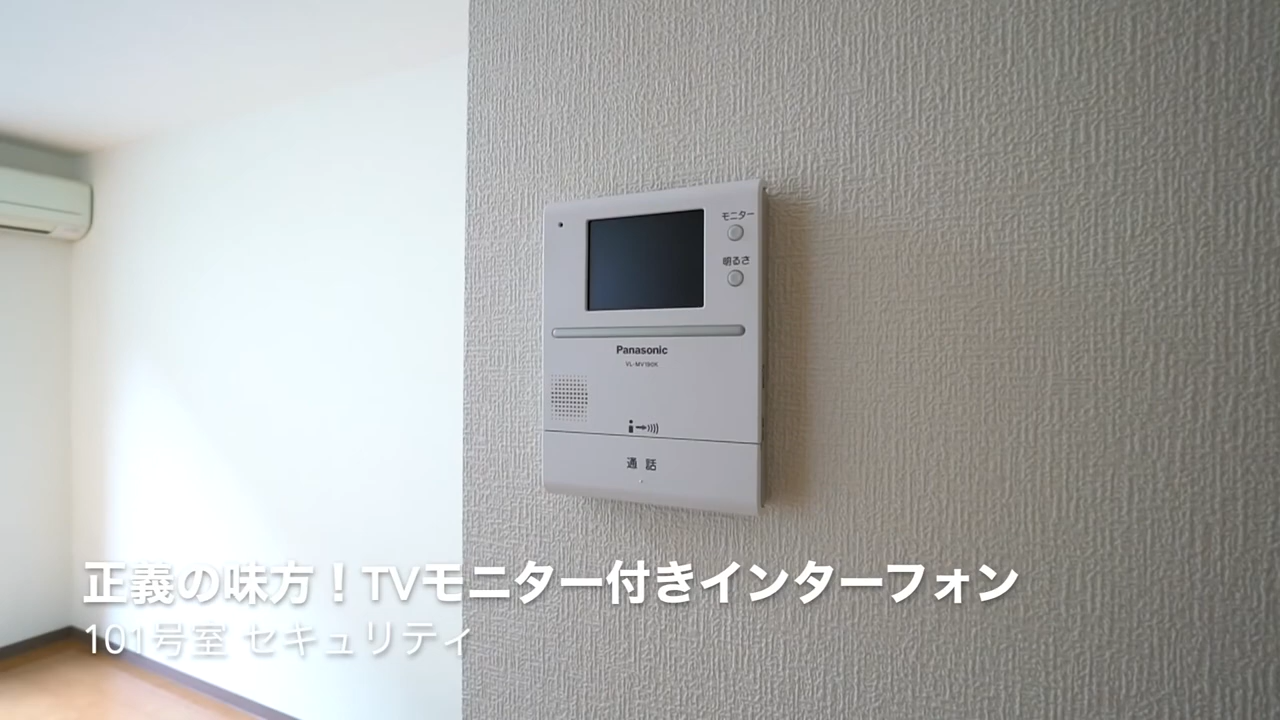 モニター
明るさ
Panasonic
VL-MV190K
通話
正義の味方！TVモニター付きインターフォン
101号室 セキュリティ